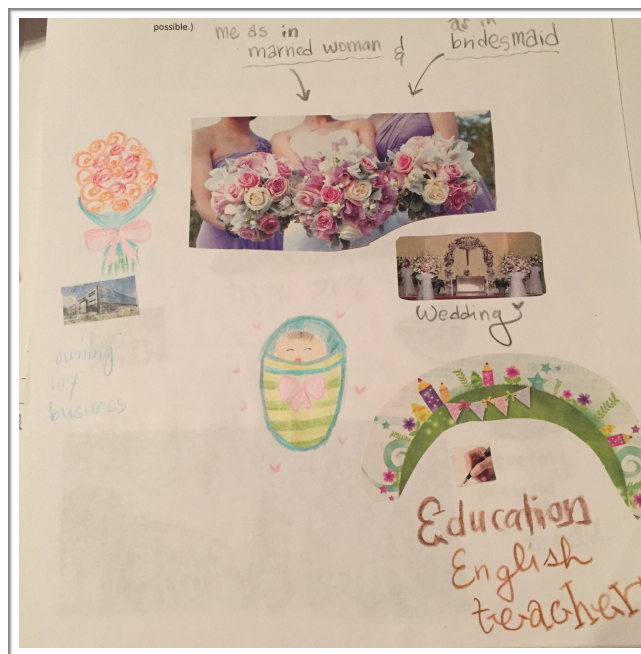 possible.)
me as in
married woman &
as in
bridesmaid
Wedding
owning
my
business
Education
English
teacher